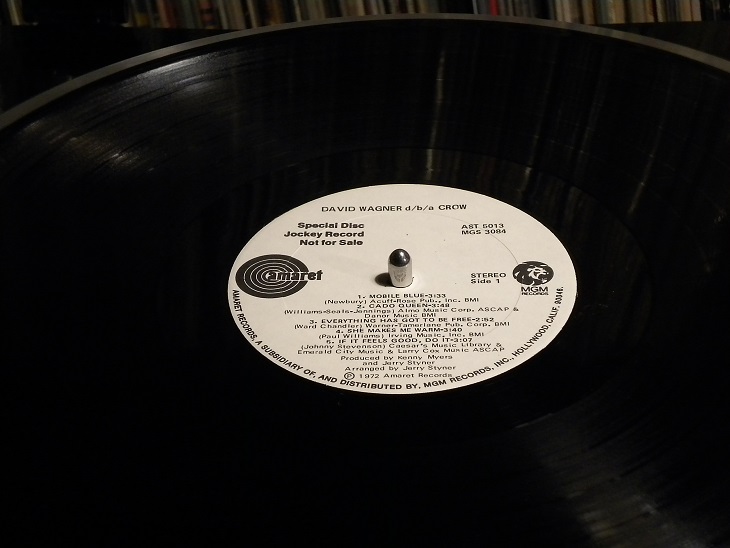 DAVID WAGNER d/b/a CROW
Special Disc
Jockey Record
Not for Sale
AST 5013
MGS 3084
amaret
STEREO
Side 1
MGM
RECORDS
1. MOBILE BLUE-3:33
(Newbury) Acuff-Rose Pub., Inc. BMI
2. CADO QUEEN-3:48
(Williams-Seals-Jennings) Almo Music Corp. ASCAP &
Danor Music BMI
3. EVERYTHING HAS GOT TO BE FREE-2:52
(Ward Chandler) Warner-Tamerlane Pub. Corp. BMI
4. SHE MAKES ME WARM-3:40
(Paul Williams) Irving Music, Inc. BMI
5. IF IT FEELS GOOD, DO IT-3:07
(Johnny Stevenson) Caesar's Music Library &
Emerald City Music & Larry Cox Music ASCAP
Produced by Kenny Myers
and Jerry Styner
Arranged by Jerry Styner
℗ 1972 Amaret Records
AMARET RECORDS, A SUBSIDIARY OF, AND DISTRIBUTED BY, MGM RECORDS, INC., HOLLYWOOD, CALIF. 90046.